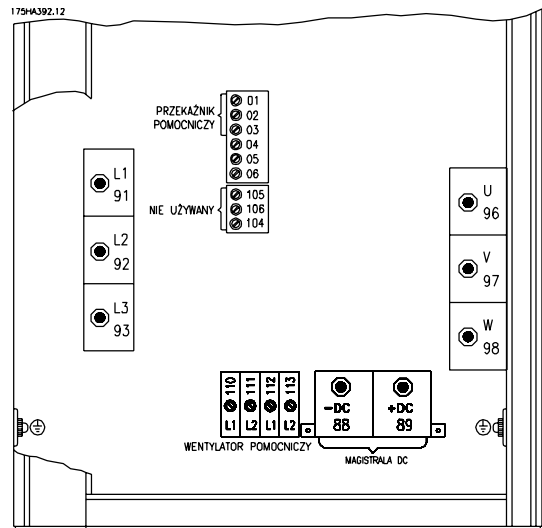 175HA392.12
PRZEKAŹNIK
POMOCNICZY
01
02
03
04
05
06
NIE UŻYWANY
105
106
104
L1
91
L2
92
L3
93
U
96
V
97
W
98
110 111 112 113
L1 L2 L1 L2
WENTYLATOR POMOCNICZY
-DC
88
+DC
89
MAGISTRALA DC